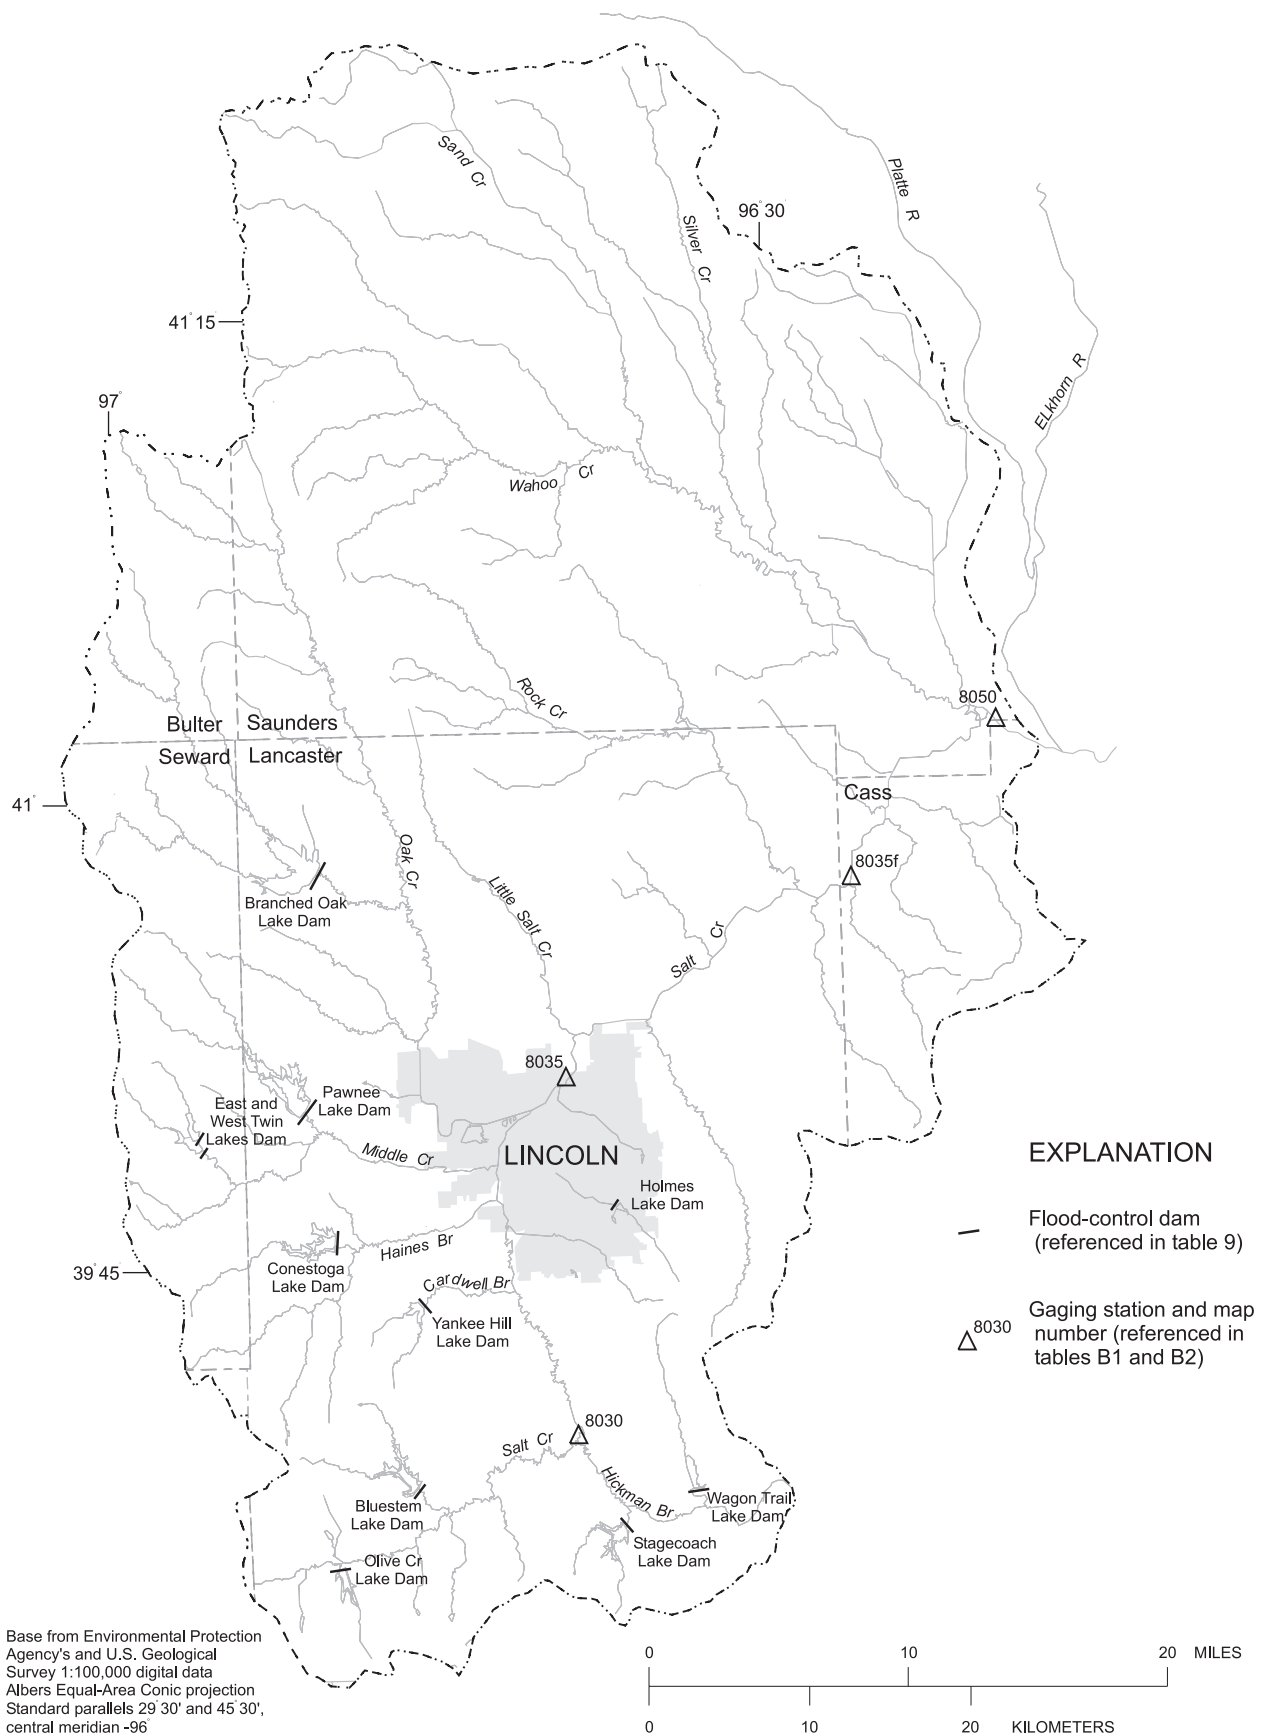 Sand Cr
Platte R
Silver Cr
96° 30'
41° 15'
ELkhorn R
97°
Wahoo Cr
Rock Cr
8050
Bulter
Saunders
Seward
Lancaster
41°
Cass
8035f
Oak Cr
Little Salt Cr
Branched Oak
Lake Dam
Salt Cr
8035
Pawnee
Lake Dam
East and
West Twin
Lakes Dam
Middle Cr
LINCOLN
Holmes
Lake Dam
Haines Br
Conestoga
Lake Dam
39° 45'
Cardwell Br
Yankee Hill
Lake Dam
8030
Salt Cr
Hickman Br
Bluestem
Lake Dam
Wagon Trail
Lake Dam
Stagecoach
Lake Dam
Olive Cr
Lake Dam
EXPLANATION
Flood-control dam
(referenced in table 9)
8030
Gaging station and map
number (referenced in
tables B1 and B2)
Base from Environmental Protection
Agency's and U.S. Geological
Survey 1:100,000 digital data
Albers Equal-Area Conic projection
Standard parallels 29° 30' and 45° 30',
central meridian -96°
0 10 20 MILES
0 10 20 KILOMETERS